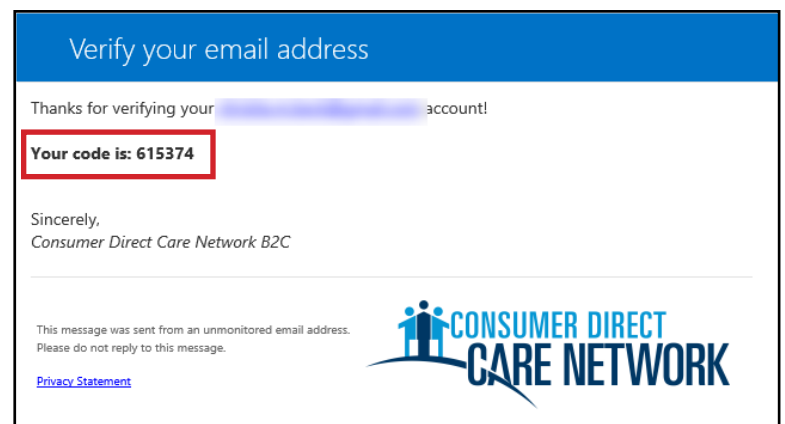 Verify your email address
Thanks for verifying your account!
Your code is: 615374
Sincerely,
Consumer Direct Care Network B2C
This message was sent from an unmonitored email address.
Please do not reply to this message.
Privacy Statement
CONSUMER DIRECT
CARE NETWORK